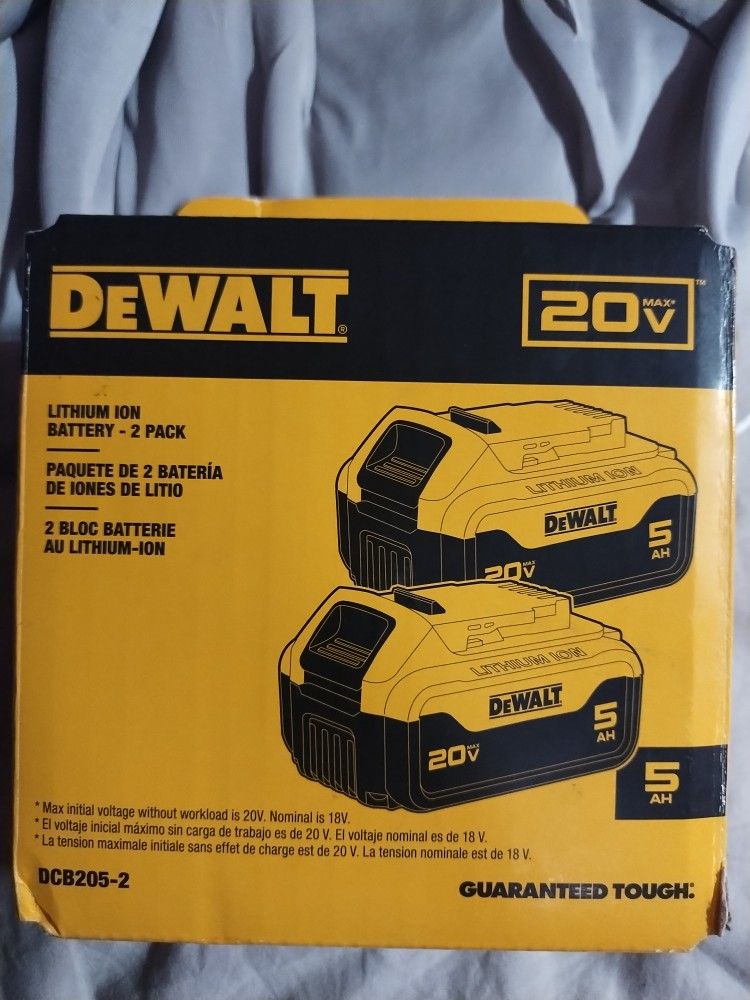 DEWALT®
20V MAX* ™
LITHIUM ION
BATTERY - 2 PACK
PAQUETE DE 2 BATERÍA
DE IONES DE LITIO
2 BLOC BATTERIE
AU LITHIUM-ION
LITHIUM ION
DEWALT
5
AH
20V MAX
LITHIUM ION
DEWALT
5
AH
20V MAX
5
AH
* Max initial voltage without workload is 20V. Nominal is 18V.
* El voltaje inicial máximo sin carga de trabajo es de 20 V. El voltaje nominal es de 18 V.
* La tension maximale initiale sans effet de charge est de 20 V. La tension nominale est de 18 V.
DCB205-2
GUARANTEED TOUGH.